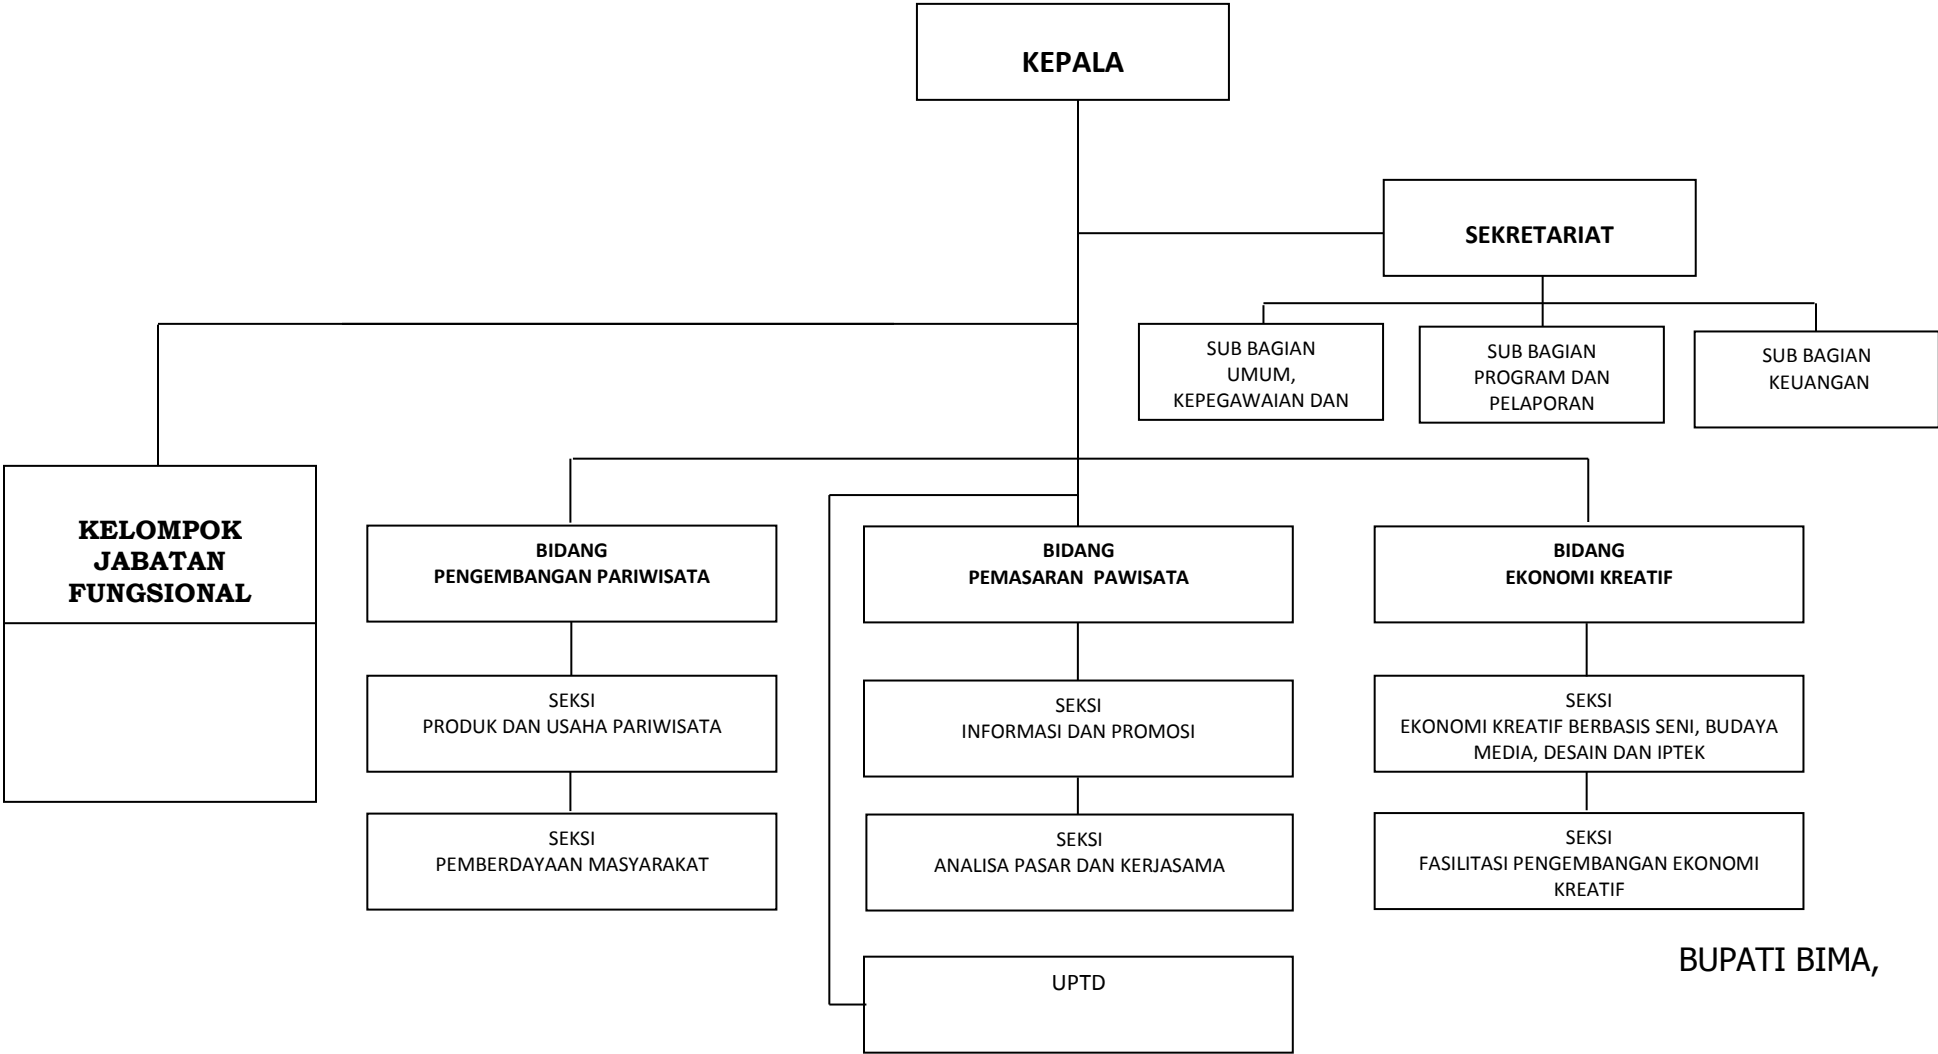 KEPALA
SEKRETARIAT
SUB BAGIAN
UMUM,
KEPEGAWAIAN DAN
SUB BAGIAN
PROGRAM DAN
PELAPORAN
SUB BAGIAN
KEUANGAN
KELOMPOK
JABATAN
FUNGSIONAL
BIDANG
PENGEMBANGAN PARIWISATA
BIDANG
PEMASARAN  PAWISATA
BIDANG
EKONOMI KREATIF
SEKSI
PRODUK DAN USAHA PARIWISATA
SEKSI
INFORMASI DAN PROMOSI
SEKSI
EKONOMI KREATIF BERBASIS SENI, BUDAYA
MEDIA, DESAIN DAN IPTEK
SEKSI
PEMBERDAYAAN MASYARAKAT
SEKSI
ANALISA PASAR DAN KERJASAMA
SEKSI
FASILITASI PENGEMBANGAN EKONOMI
KREATIF
UPTD
BUPATI BIMA,